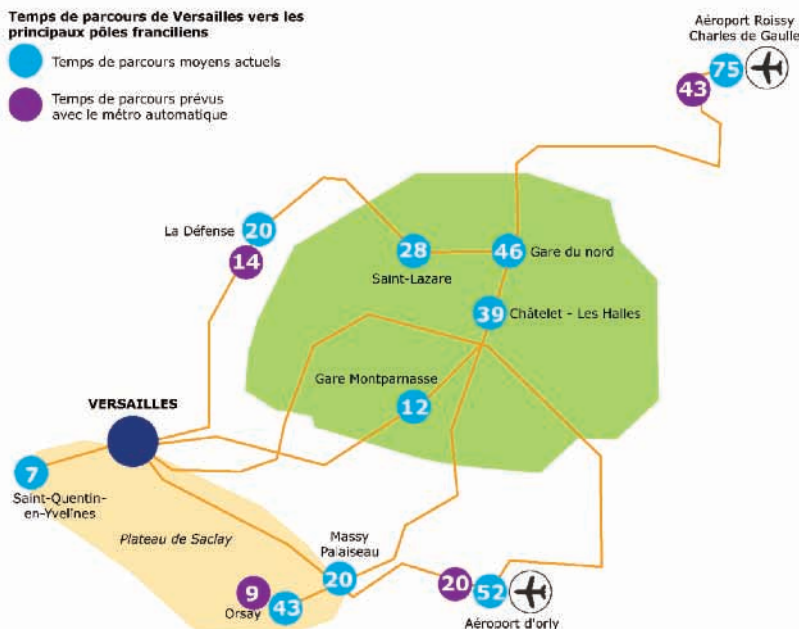 Temps de parcours de Versailles vers les
principaux pôles franciliens
Temps de parcours moyens actuels
Temps de parcours prévus
avec le métro automatique
Aéroport Roissy
Charles de Gaulle
75
43
La Défense
20
14
28
Saint-Lazare
46
Gare du nord
39
Châtelet - Les Halles
Gare Montparnasse
12
VERSAILLES
7
Saint-Quentin-
en-Yvelines
Plateau de Saclay
Massy
Palaiseau
20
9
Orsay
43
20
52
Aéroport d'orly